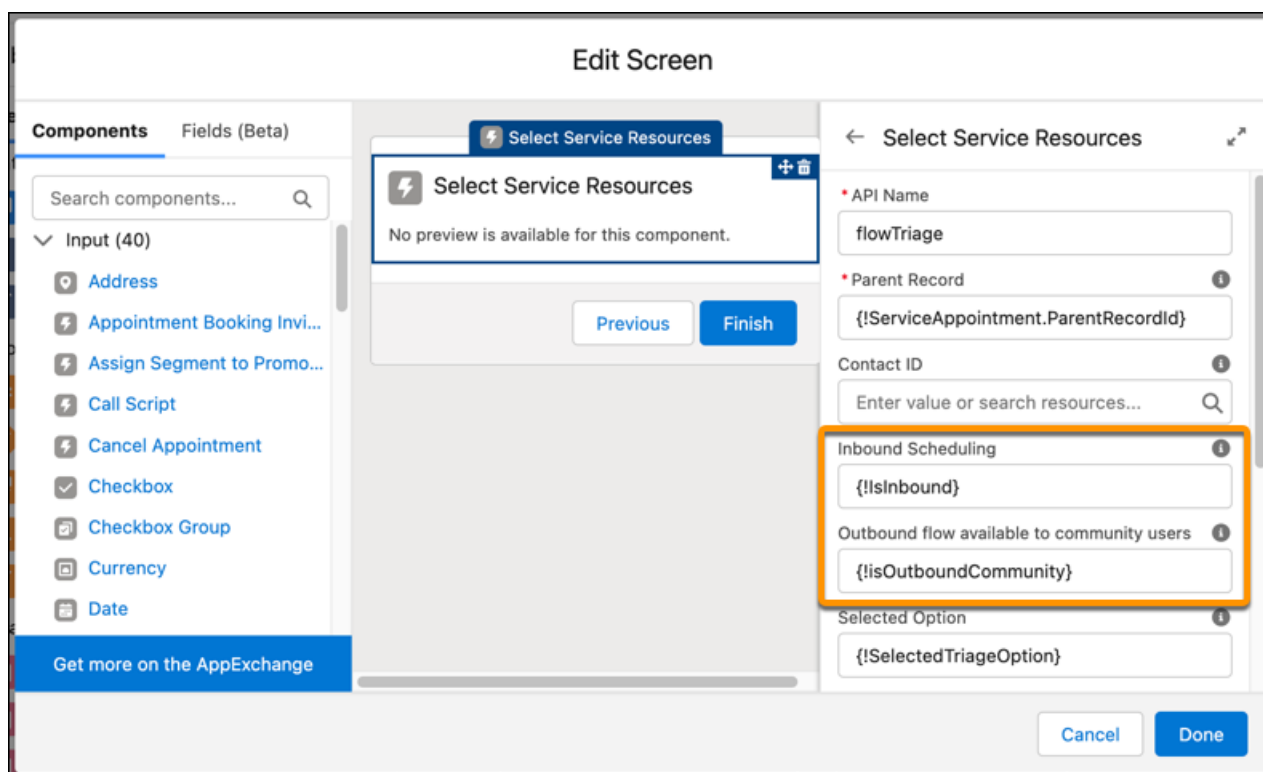 Edit Screen
Components
Fields (Beta)
Search components...
Input (40)
Address
Appointment Booking Invi...
Assign Segment to Promo...
Call Script
Cancel Appointment
Checkbox
Checkbox Group
Currency
Date
Get more on the AppExchange
Select Service Resources
Select Service Resources
No preview is available for this component.
Previous
Finish
Select Service Resources
* API Name
flowTriage
* Parent Record
{!ServiceAppointment.ParentRecordId}
Contact ID
Enter value or search resources...
Inbound Scheduling
{!IsInbound}
Outbound flow available to community users
{!isOutboundCommunity}
Selected Option
{!SelectedTriageOption}
Cancel
Done